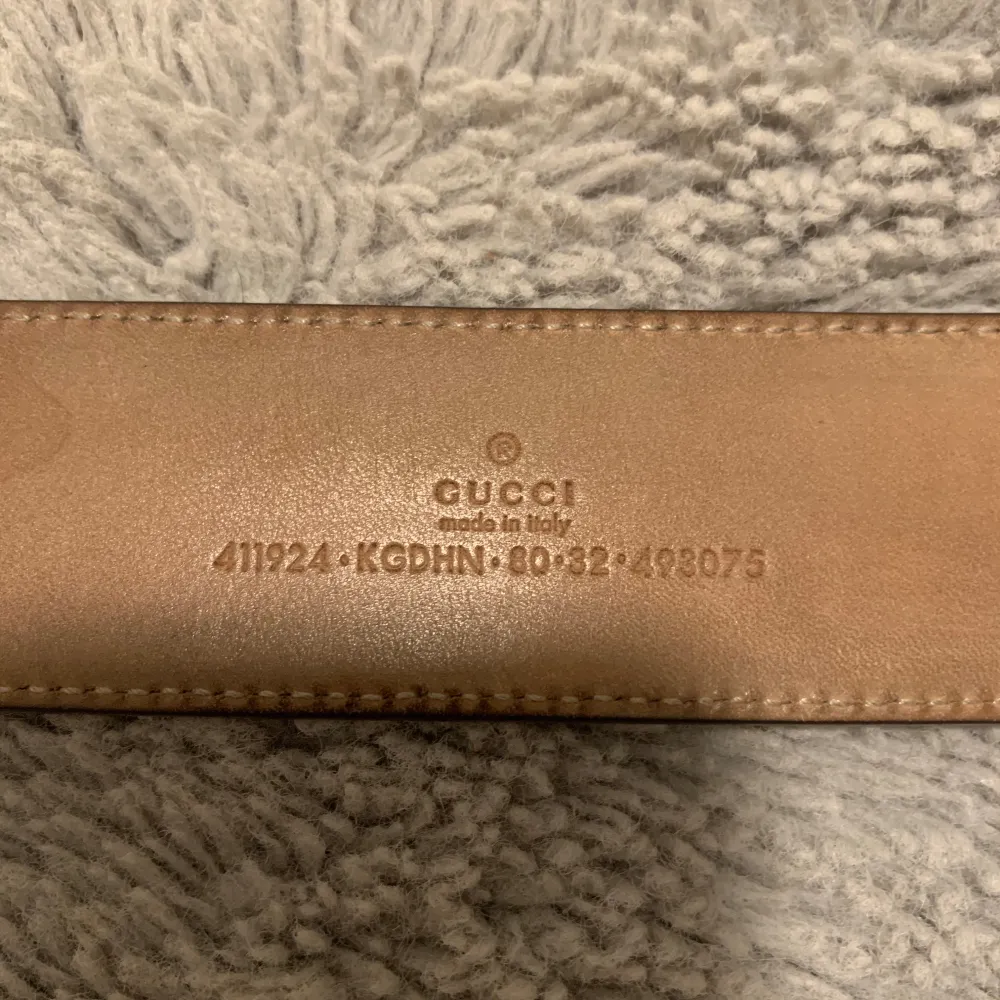 ®
GUCCI
made in italy
411924·KGDHN·80·32·493075